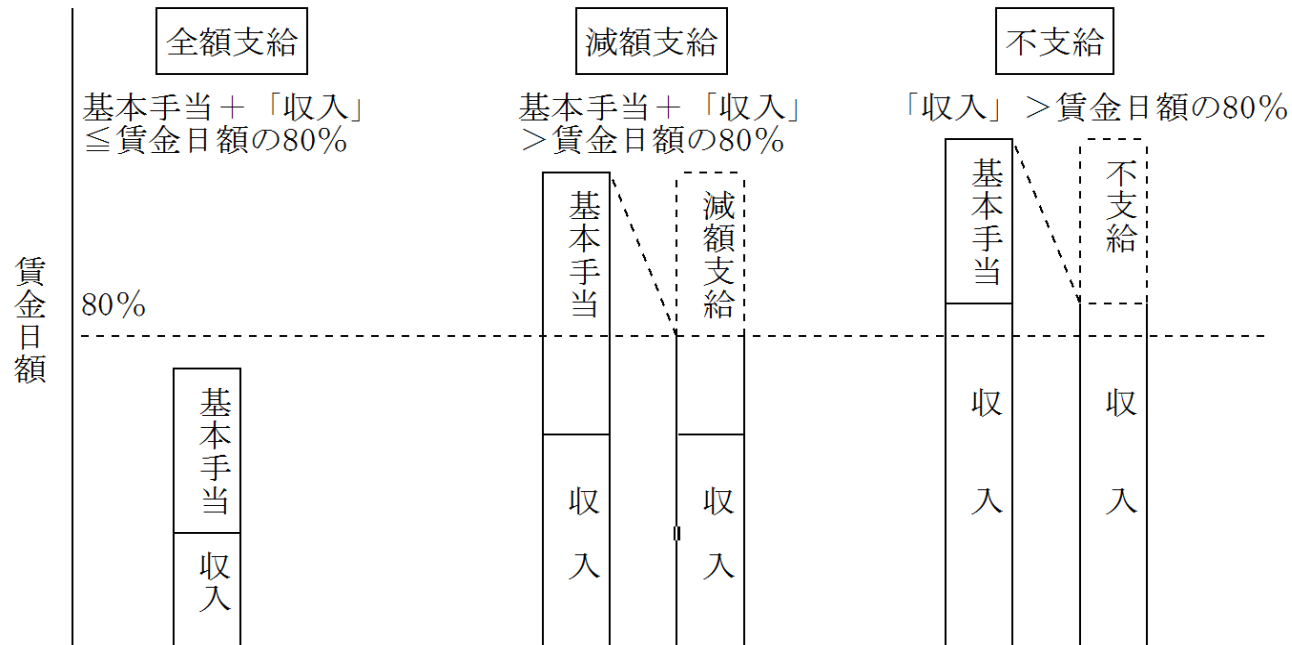 全額支給
減額支給
不支給
基本手当＋「収入」
≦賃金日額の80％
基本手当＋「収入」
＞賃金日額の80％
「収入」＞賃金日額の80％
賃金日額
80％
基本手当
収入
基本手当
収入
減額支給
収入
基本手当
収入
不支給
収入